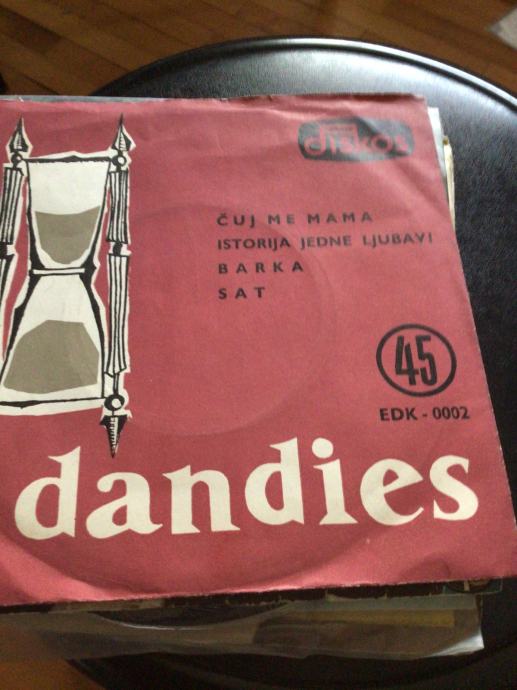 DISKOS
ČUJ ME MAMA
ISTORIJA JEDNE LJUBAVI
BARKA
SAT
45
EDK - 0002
dandies